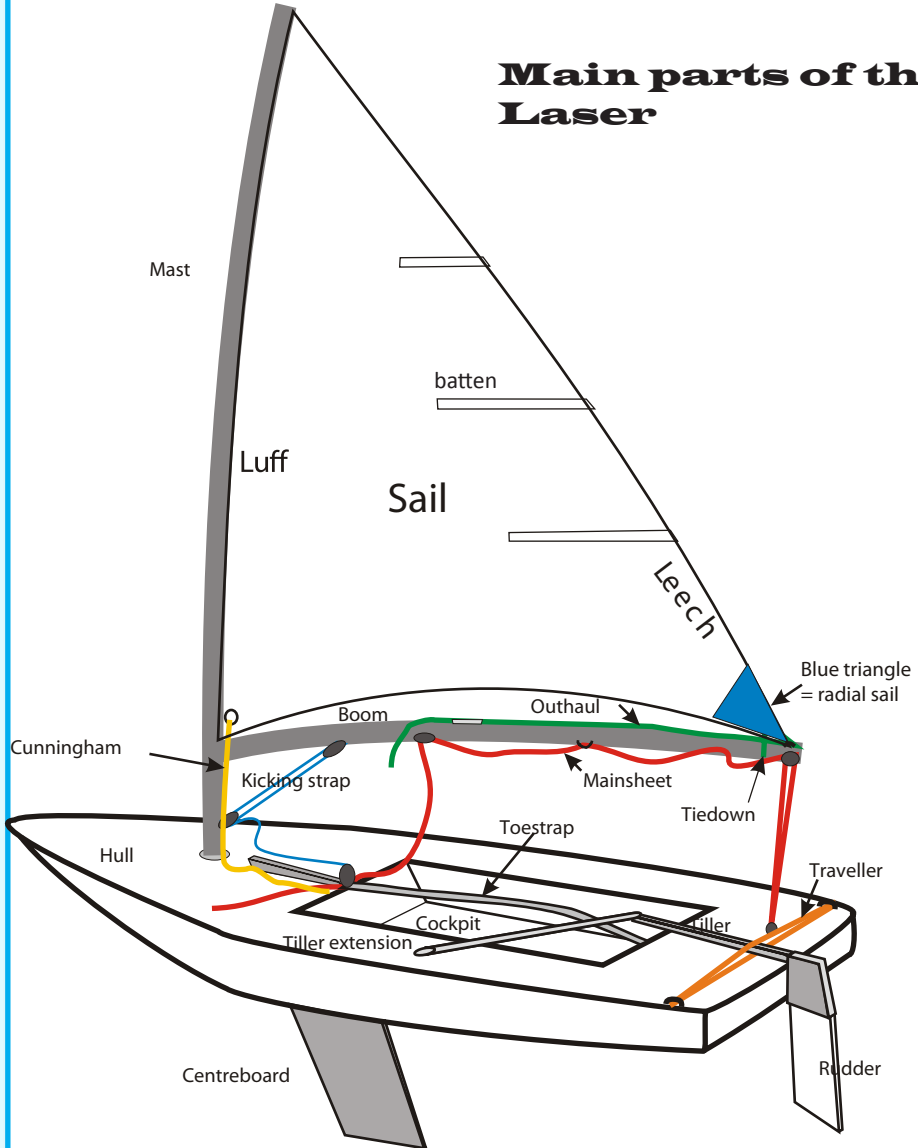 Main parts of th
Laser
Mast
batten
Luff
Sail
Leech
Blue triangle
= radial sail
Boom
Outhaul
Cunningham
Kicking strap
Mainsheet
Tiedown
Toestrap
Hull
Traveller
Cockpit
Tiller
Tiller extension
Centreboard
Rudder